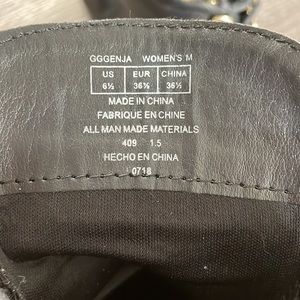 GGGENJA WOMEN'S M
US EUR CHINA
6½ 36½ 36½
MADE IN CHINA
FABRIQUE EN CHINE
ALL MAN MADE MATERIALS
409 1.5
HECHO EN CHINA
0718